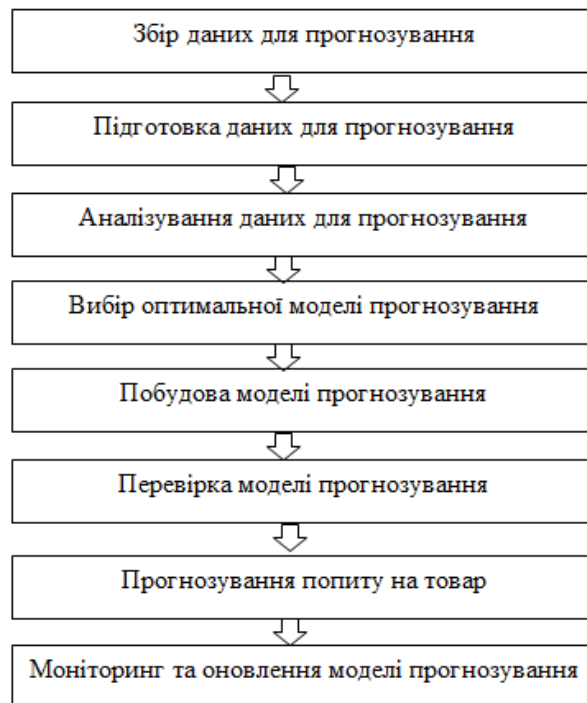 Збір даних для прогнозування
Підготовка даних для прогнозування
Аналізування даних для прогнозування
Вибір оптимальної моделі прогнозування
Побудова моделі прогнозування
Перевірка моделі прогнозування
Прогнозування попиту на товар
Моніторинг та оновлення моделі прогнозування